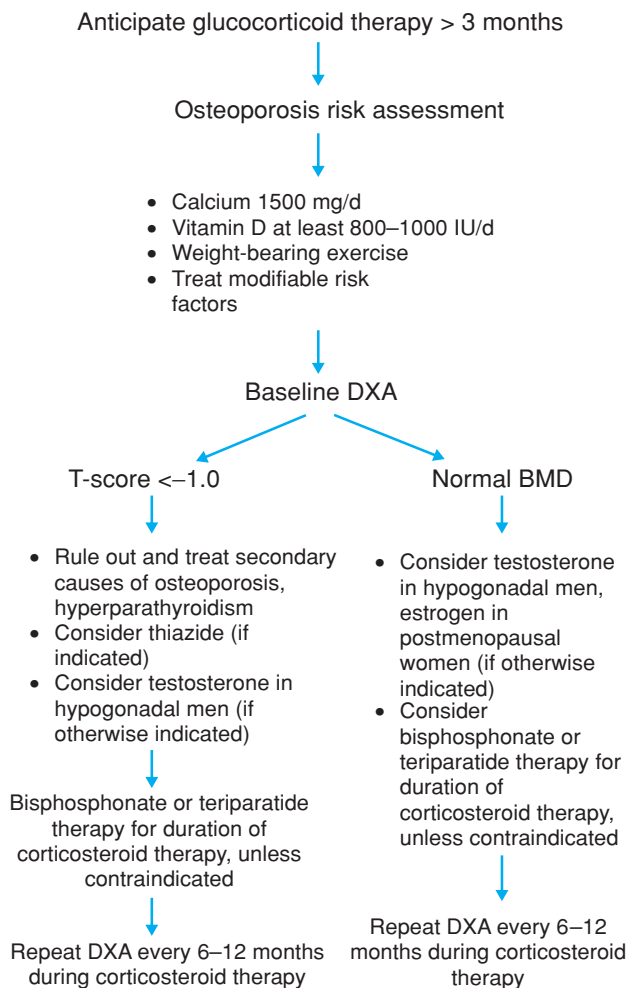 Anticipate glucocorticoid therapy > 3 months
Osteoporosis risk assessment
• Calcium 1500 mg/d
• Vitamin D at least 800–1000 IU/d
• Weight-bearing exercise
• Treat modifiable risk
factors
Baseline DXA
T-score <–1.0
• Rule out and treat secondary
causes of osteoporosis,
hyperparathyroidism
• Consider thiazide (if
indicated)
• Consider testosterone in
hypogonadal men (if
otherwise indicated)
Bisphosphonate or teriparatide
therapy for duration of
corticosteroid therapy, unless
contraindicated
Repeat DXA every 6–12 months
during corticosteroid therapy
Normal BMD
• Consider testosterone
in hypogonadal men,
estrogen in
postmenopausal
women (if otherwise
indicated)
• Consider
bisphosphonate or
teriparatide therapy for
duration of
corticosteroid therapy,
unless contraindicated
Repeat DXA every 6–12
months during corticosteroid
therapy